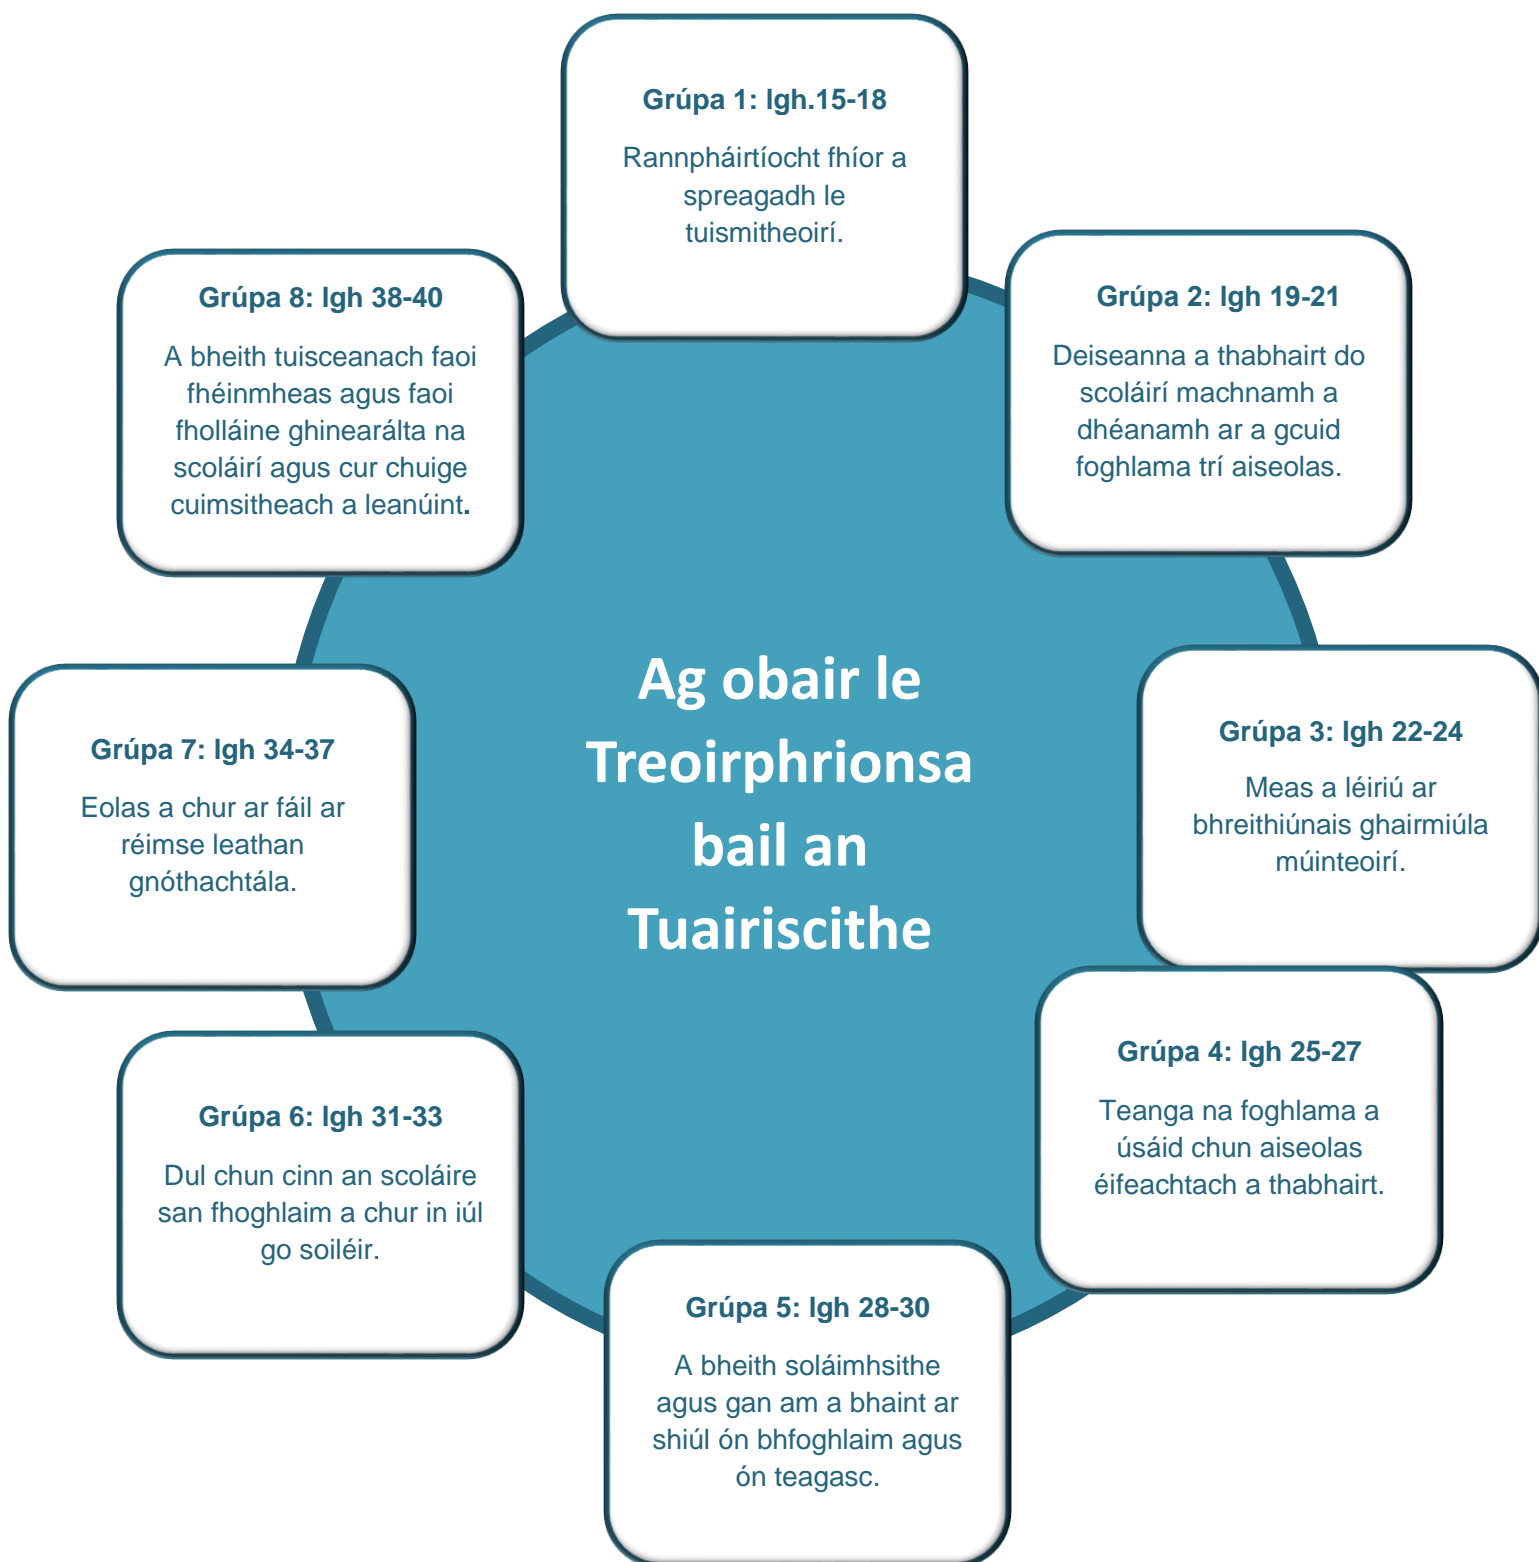 Grúpa 1: lgh.15-18
Rannpháirtíocht fhíor a
spreagadh le
tuismitheoirí.
Grúpa 2: lgh 19-21
Deiseanna a thabhairt do
scoláirí machnamh a
dhéanamh ar a gcuid
foghlama trí aiseolas.
Grúpa 3: lgh 22-24
Meas a léiriú ar
bhreithiúnais ghairmiúla
múinteoirí.
Grúpa 4: lgh 25-27
Teanga na foghlama a
úsáid chun aiseolas
éifeachtach a thabhairt.
Grúpa 5: lgh 28-30
A bheith soláimhsithe
agus gan am a bhaint ar
shiúl ón bhfoghlaim agus
ón teagasc.
Grúpa 6: lgh 31-33
Dul chun cinn an scoláire
san fhoghlaim a chur in iúl
go soiléir.
Grúpa 7: lgh 34-37
Eolas a chur ar fáil ar
réimse leathan
gnóthachtála.
Grúpa 8: lgh 38-40
A bheith tuisceanach faoi
fhéinmheas agus faoi
fholláine ghinearálta na
scoláirí agus cur chuige
cuimsitheach a leanúint.
Ag obair le
Treoirphrionsa
bail an
Tuairiscithe